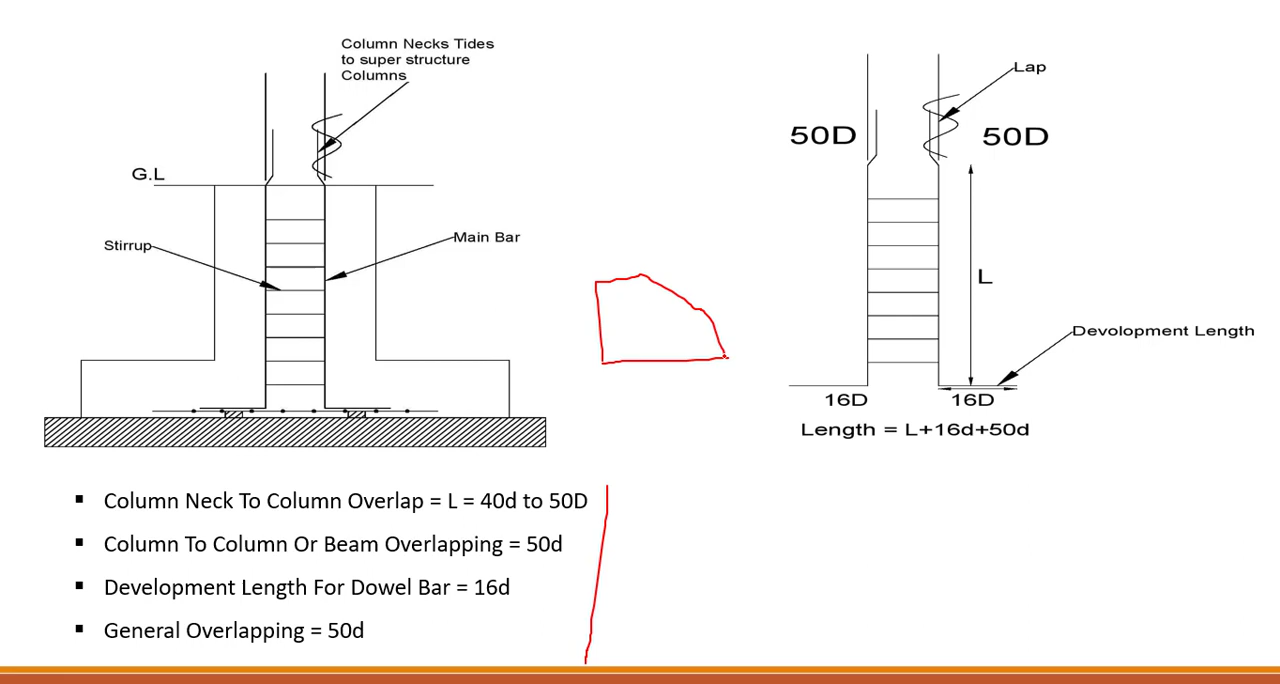 Column Necks Tides
to super structure
Columns
G.L
Stirrup
Main Bar
Lap
50D
50D
L
Devolopment Length
16D
16D
Length = L+16d+50d
▪ Column Neck To Column Overlap = L = 40d to 50D
▪ Column To Column Or Beam Overlapping = 50d
▪ Development Length For Dowel Bar = 16d
▪ General Overlapping = 50d